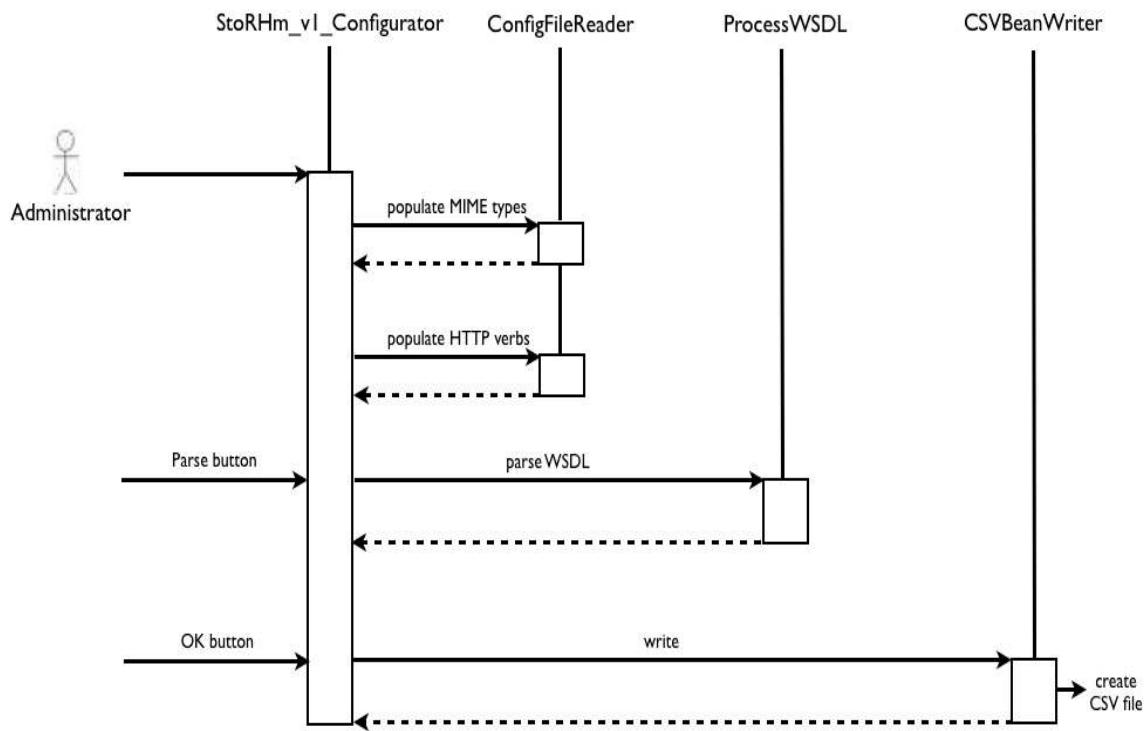 StoRHm_v1_Configurator
ConfigFileReader
ProcessWSDL
CSVBeanWriter
Administrator
populate MIME types
populate HTTP verbs
Parse button
parse WSDL
OK button
write
create
CSV file